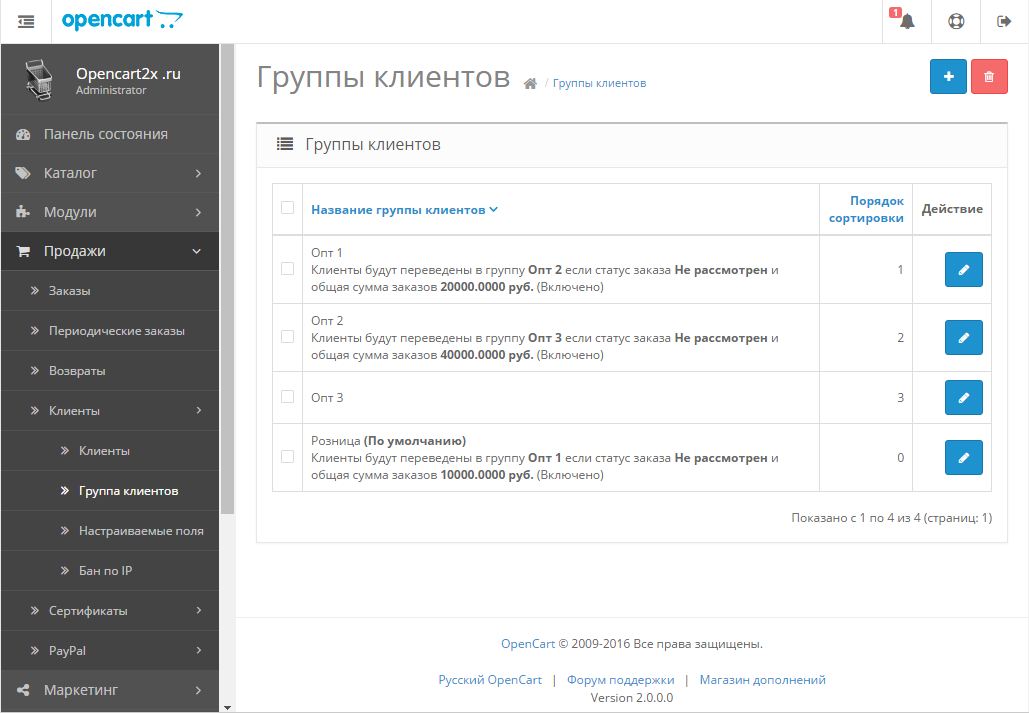 opencart
1
Opencart2x .ru
Administrator
Панель состояния
Каталог
Модули
Продажи
Заказы
Периодические заказы
Возвраты
Клиенты
Клиенты
Группа клиентов
Настраиваемые поля
Бан по IP
Сертификаты
PayPal
Маркетинг
Группы клиентов / Группы клиентов
Группы клиентов
Название группы клиентов
Порядок
сортировки
Действие
Опт 1
Клиенты будут переведены в группу Опт 2 если статус заказа Не рассмотрен и
общая сумма заказов 20000.0000 руб. (Включено)
1
Опт 2
Клиенты будут переведены в группу Опт 3 если статус заказа Не рассмотрен и
общая сумма заказов 40000.0000 руб. (Включено)
2
Опт 3
3
Розница (По умолчанию)
Клиенты будут переведены в группу Опт 1 если статус заказа Не рассмотрен и
общая сумма заказов 10000.0000 руб. (Включено)
0
Показано с 1 по 4 из 4 (страниц: 1)
OpenCart © 2009-2016 Все права защищены.
Русский OpenCart | Форум поддержки | Магазин дополнений
Version 2.0.0.0